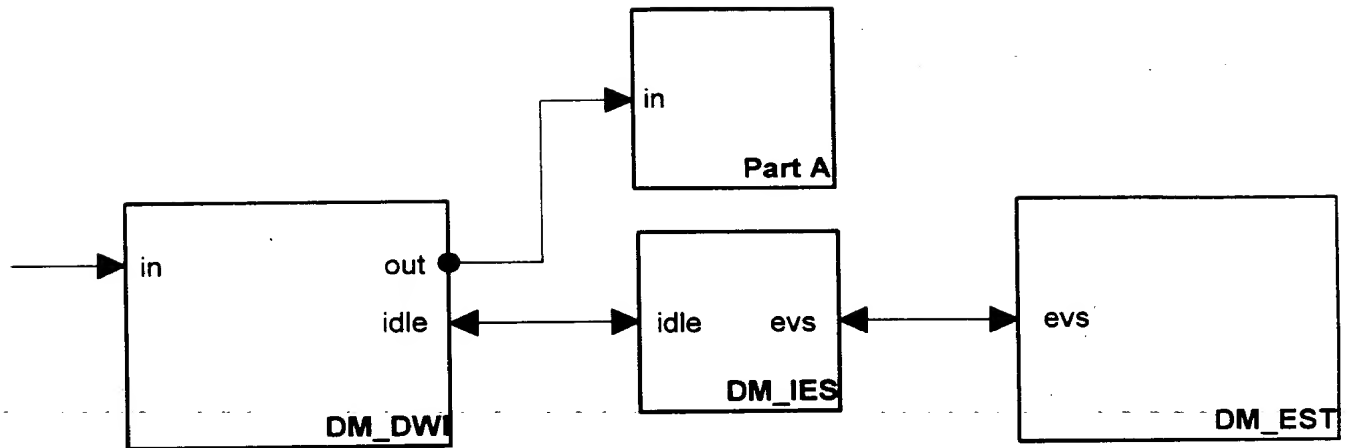 in
Part A
in
out
idle
DM_DWI
idle
evs
DM_IES
evs
DM_EST